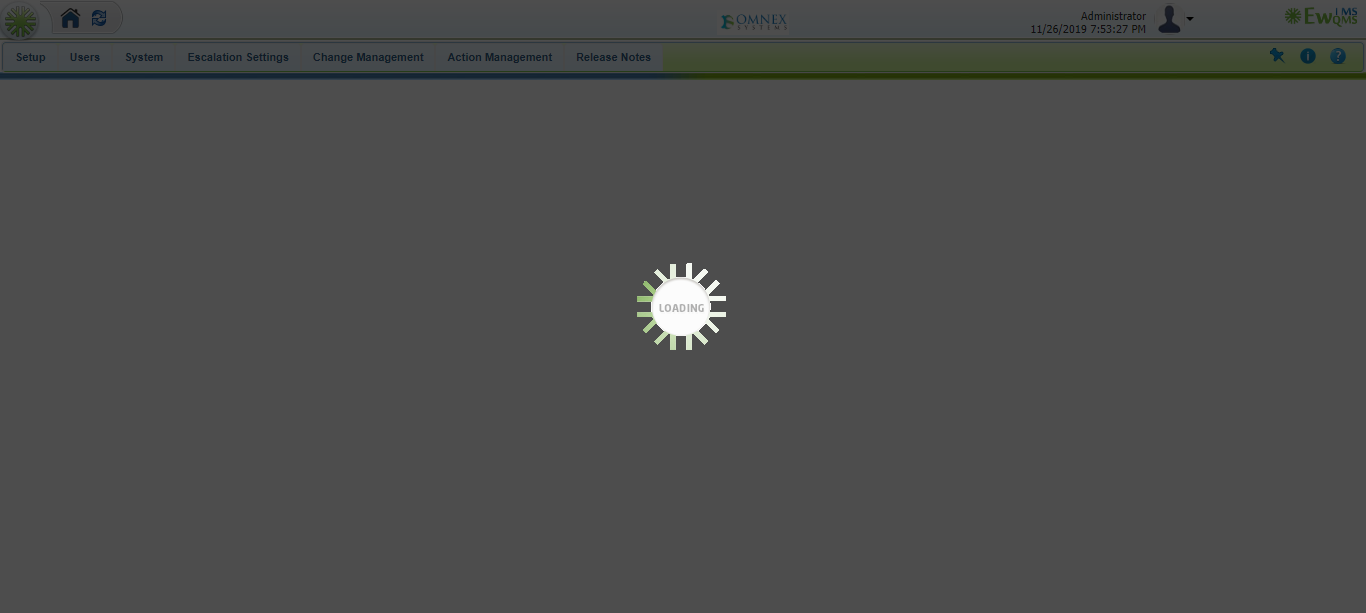 OMNEX
SYSTEMS
Administrator
11/26/2019 7:53:27 PM
EwQMS
IMS
Setup
Users
System
Escalation Settings
Change Management
Action Management
Release Notes
LOADING